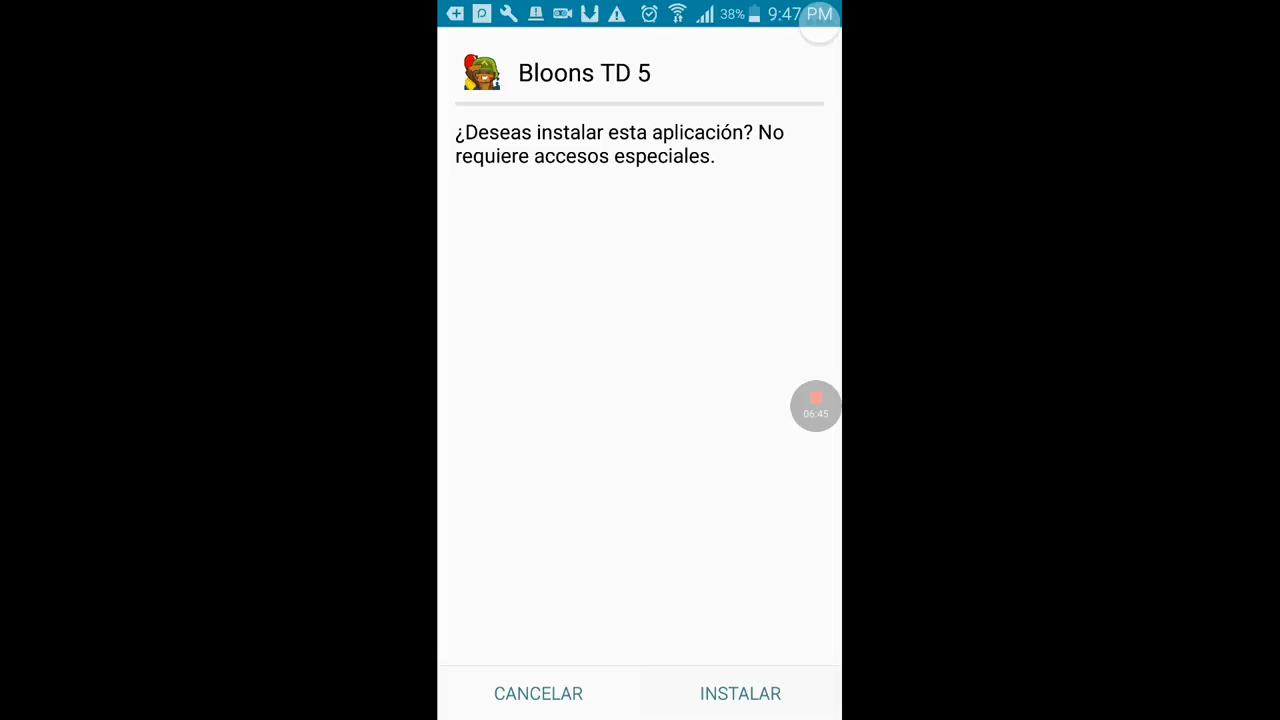 38% 9:47 PM
Bloons TD 5
¿Deseas instalar esta aplicación? No
requiere accesos especiales.
06:45
CANCELAR INSTALAR